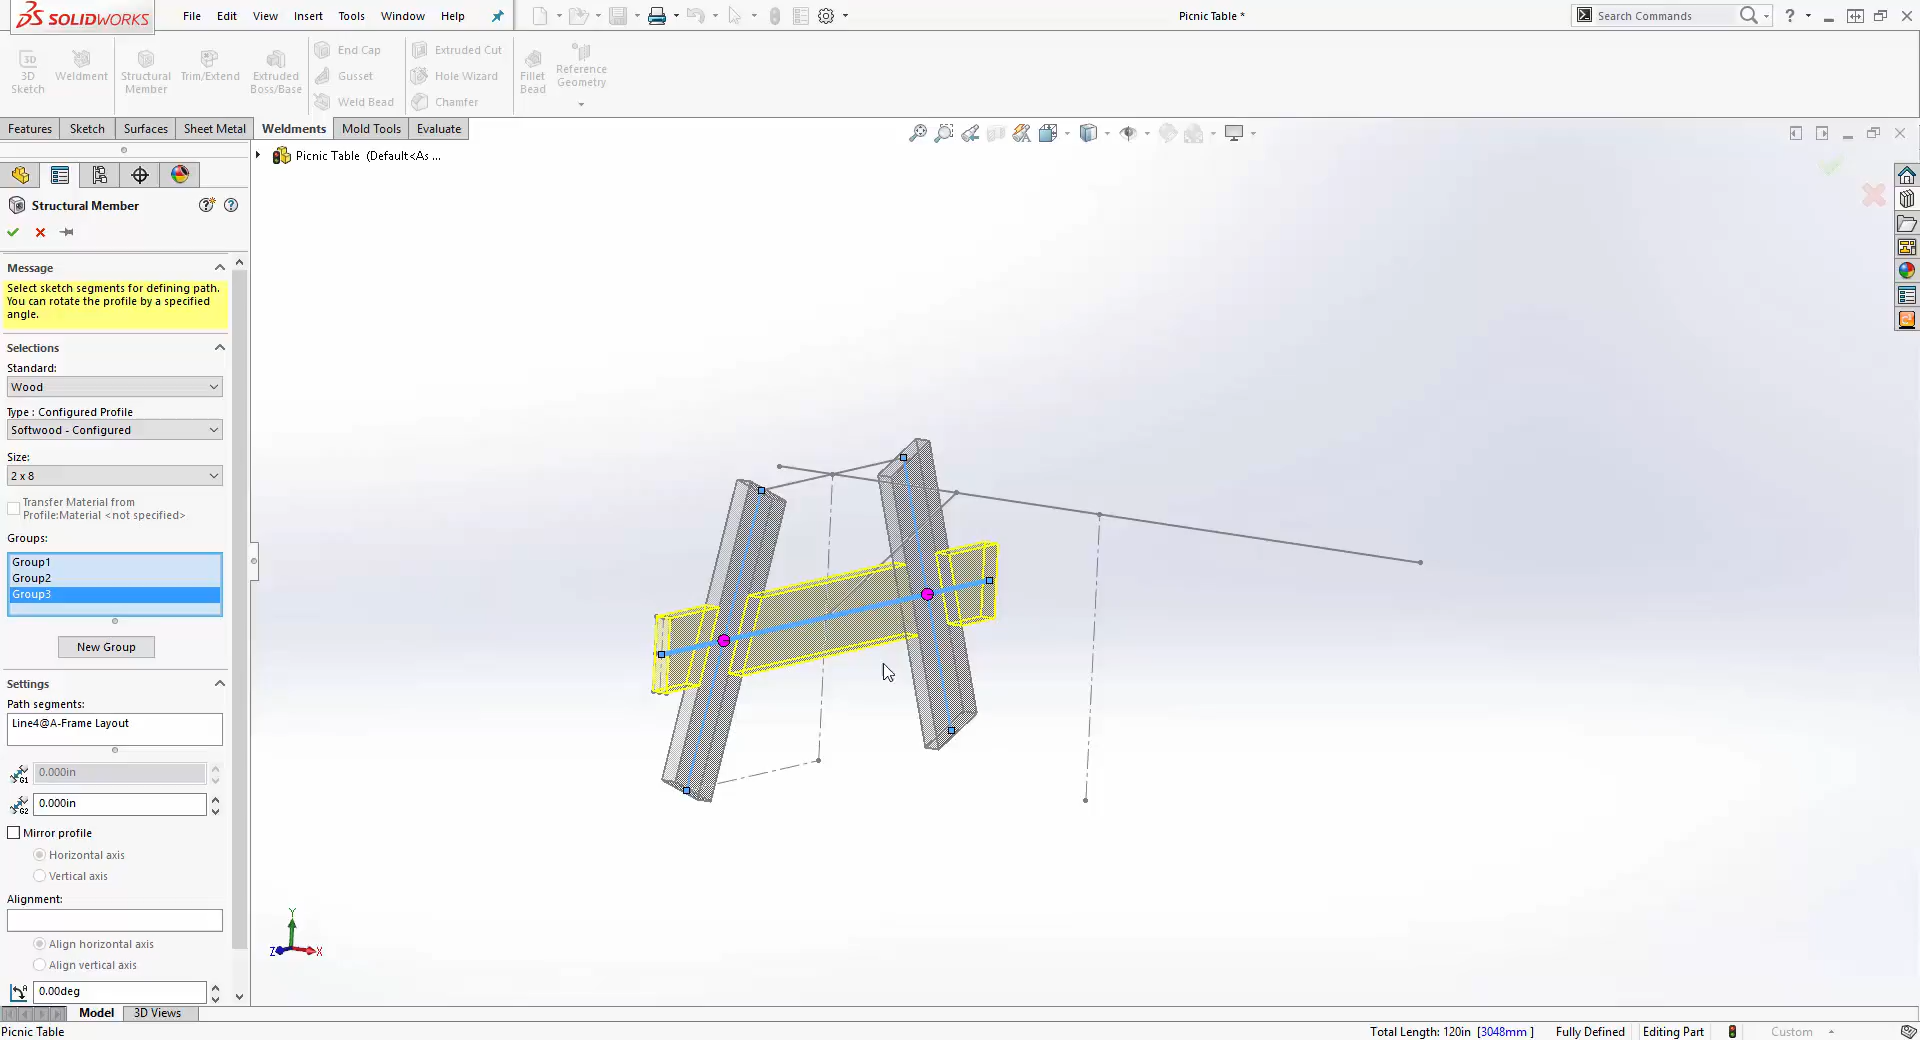 SOLIDWORKS
File Edit View Insert Tools Window Help
Picnic Table *
Search Commands
3D Sketch
Weldment
Structural Member
Trim/Extend
Extruded Boss/Base
End Cap
Gusset
Weld Bead
Extruded Cut
Hole Wizard
Chamfer
Fillet Bead
Reference Geometry
Features Sketch Surfaces Sheet Metal Weldments Mold Tools Evaluate
Picnic Table (Default<As ...
Structural Member
Message
Select sketch segments for defining path.
You can rotate the profile by a specified
angle.
Selections
Standard:
Wood
Type : Configured Profile
Softwood - Configured
Size:
2 x 8
Transfer Material from
Profile:Material <not specified>
Groups:
Group1
Group2
Group3
New Group
Settings
Path segments:
Line4@A-Frame Layout
G1 0.000in
G2 0.000in
Mirror profile
Horizontal axis
Vertical axis
Alignment:
Align horizontal axis
Align vertical axis
0.00deg
Y
Z X
Model 3D Views
Picnic Table
Total Length: 120in [3048mm ] Fully Defined Editing Part Custom